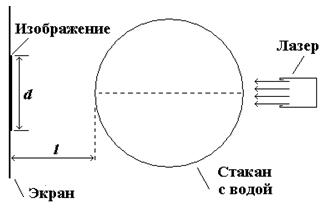 Изображение
Лазер
d
l
Стакан
с водой
Экран